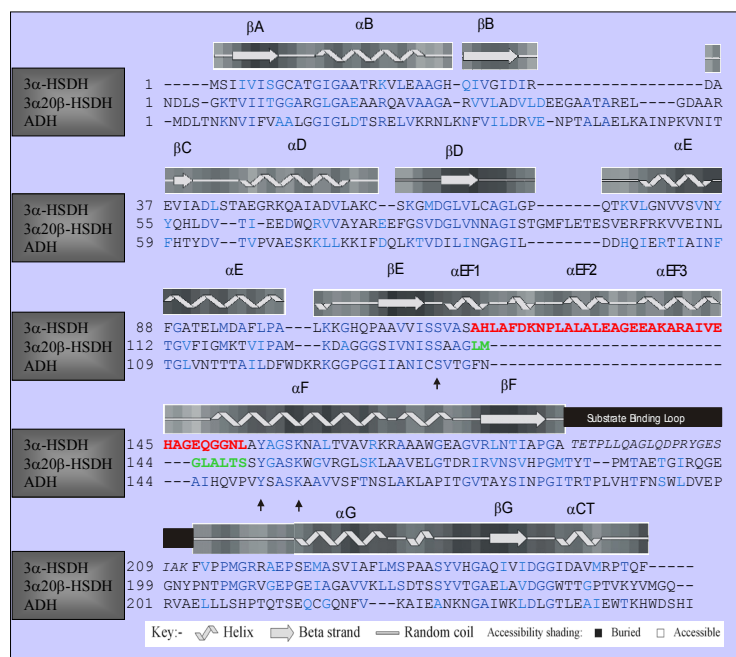 βA αB βB
3α-HSDH 1 -----MSIIVISGCATGIGAATRKVLEAAGH-QIVGIDIR----------------DA
3α20β-HSDH 1 NDLS-GKTVIITGGARGLGAEAARQAVAAGA-RVVLADVLDEEGAATAREL---GDAAR
ADH 1 -MDLTNKNVIFVAALGGIGLDTSRELVKRNLKNFVILDRVE-NPTALAELKAINPKVNIT
βC αD βD αE
3α-HSDH 37 EVIADLSTAEGRKQAIADVLAKC--SKGMDGLVLCAGLGP------QTKVLGNVVSVNY
3α20β-HSDH 55 YQHLDV--TI-EEDWQRVVAYAREEFGSVDGLVNNAGISTGMFLETESVERFRKVVEINL
ADH 59 FHTYDV--TVPVAESKKLLKKIFDQLKTVDILINGAGIL-------DDHQIERTIAINF
αE βE αEF1 αEF2 αEF3
3α-HSDH 88 FGATELMDAFLPA---LKKGHQPAAVVISSVASAHLAFDKNPLALALEAGEEAKARAIVE
3α20β-HSDH 112 TGVFIGMKTVIPAM---KDAGGGSIVNISSAAGLM-------------------------
ADH 109 TGLVNTTTAILDFWDKRKGGPGGIIANICSVTGFN-------------------------
αF βF
3α-HSDH 145 HAGEQGGNLAYAGSKNALTVAVRKRAAAWGEAGVRLNTIAPGA TETPLLQAGLQDPRYGES
Substrate Binding Loop
3α20β-HSDH 144 ---GLALTSSYGASKWGVRGLSKLAAVELGTDRIRVNSVHPGMTYT--PMTAETGIRQGE
ADH 144 ---AIHQVPVYSASKAAVVSFTNSLAKLAPITGVTAYSINPGITRTPLVHTFNSWLDVEP
αG βG αCT
3α-HSDH 209 IAK FVPPMGRRAEPSEMASVIAFLMSPAASYVHGAQIVIDGGIDAVMRPTQF--
3α20β-HSDH 199 GNYPNTPMGRVGEPGEIAGAVVKLLSDTSSYVTGAELAVDGGWTTGPTVKYVMGQ--
ADH 201 RVAELLLSHPTQTSEQCGQNFV----KAIEANKNGAIWKLDLGTLEAIEWTKHWDSHI
Key:- Helix Beta strand Random coil Accessibility shading: Buried Accessible